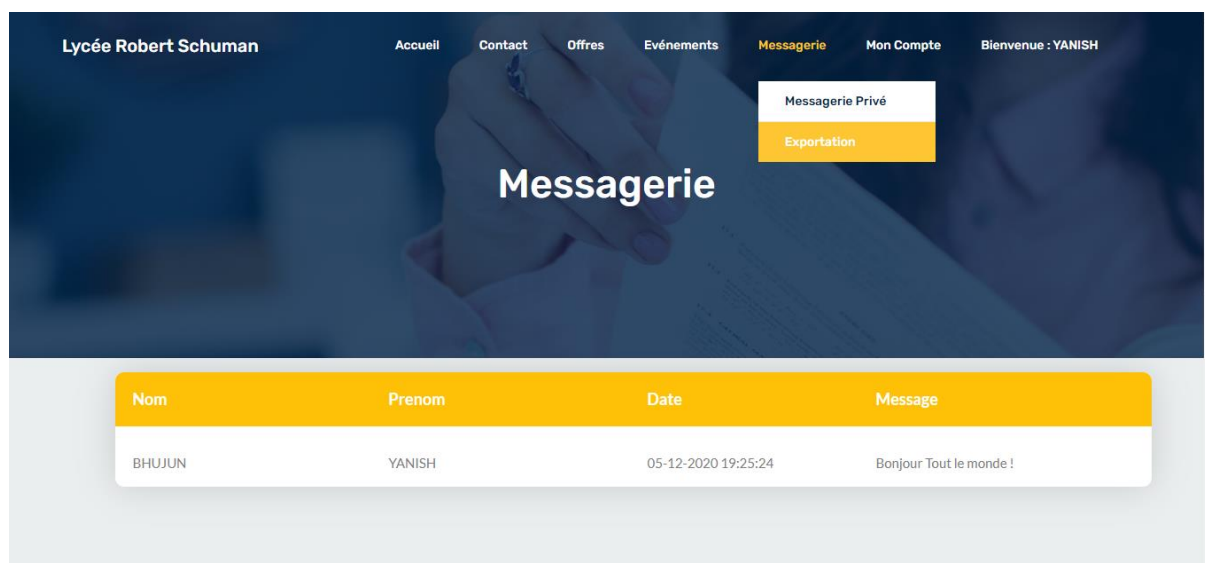 Lycée Robert Schuman Accueil Contact Offres Evénements Messagerie Mon Compte Bienvenue : YANISH
Messagerie Privé
Exportation
Messagerie
Nom Prenom Date Message
BHUJUN YANISH 05-12-2020 19:25:24 Bonjour Tout le monde !